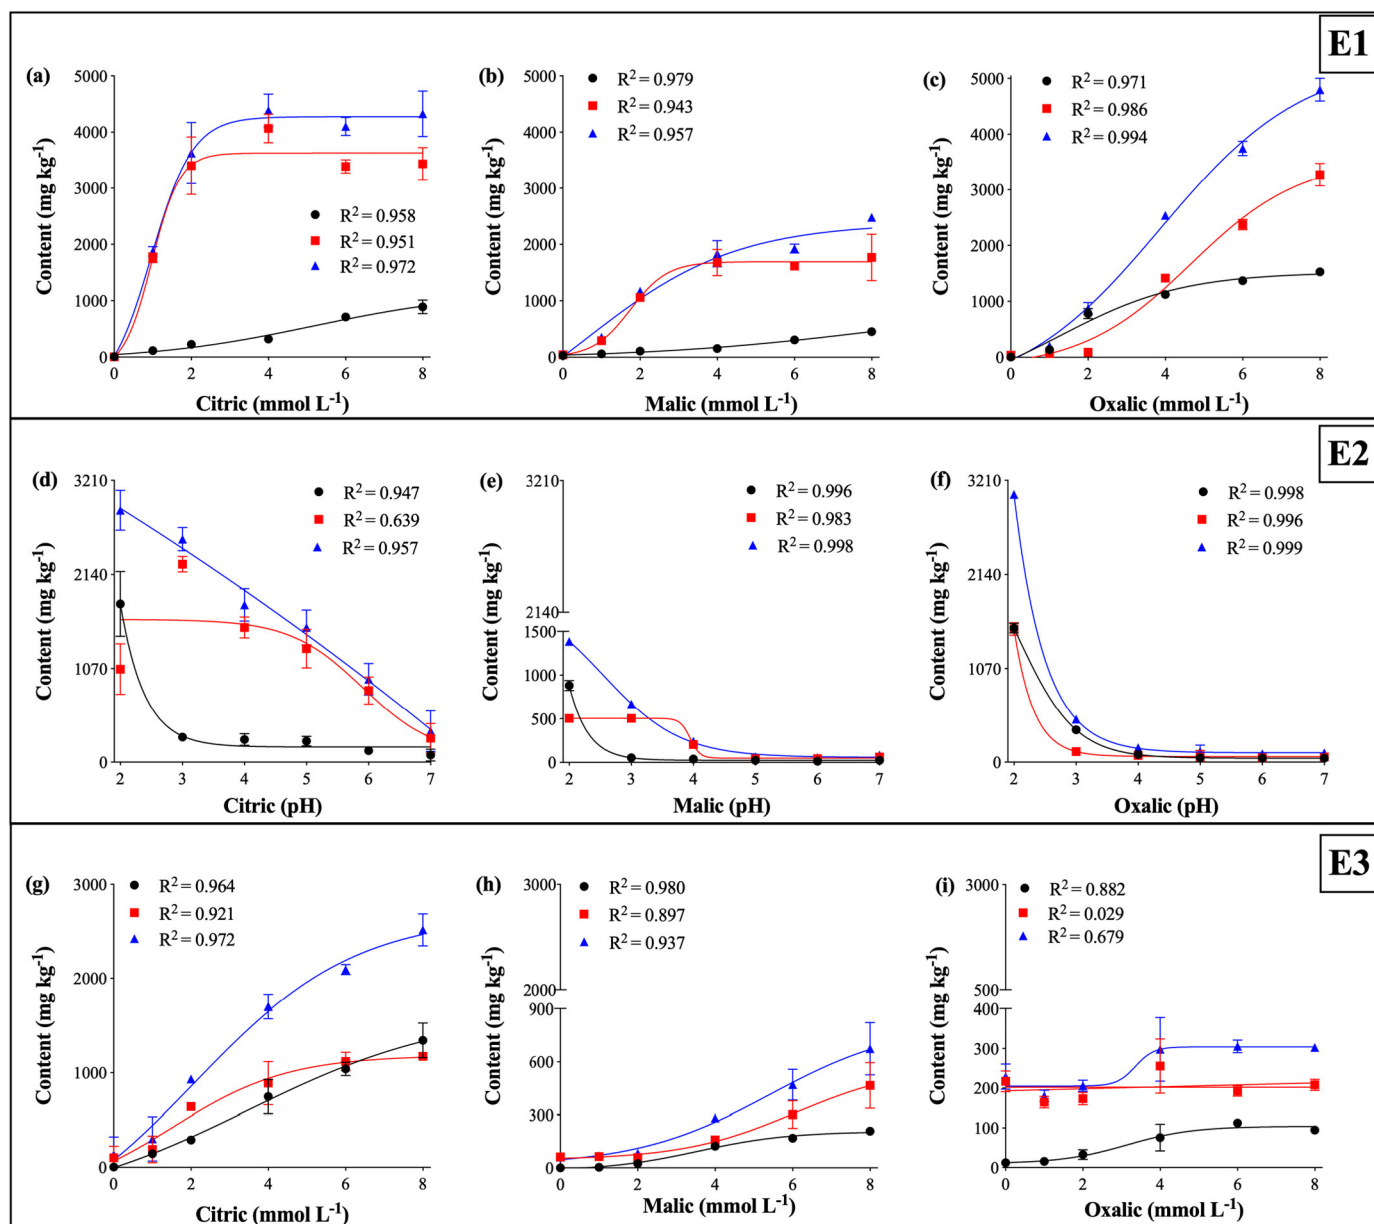 E1
(a)
5000
4000
3000
2000
1000
0
Content (mg kg⁻¹)
R² = 0.958
R² = 0.951
R² = 0.972
0 2 4 6 8
Citric (mmol L⁻¹)
(b)
5000
4000
3000
2000
1000
0
Content (mg kg⁻¹)
R² = 0.979
R² = 0.943
R² = 0.957
0 2 4 6 8
Malic (mmol L⁻¹)
(c)
5000
4000
3000
2000
1000
0
Content (mg kg⁻¹)
R² = 0.971
R² = 0.986
R² = 0.994
0 2 4 6 8
Oxalic (mmol L⁻¹)
E2
(d)
3210
2140
1070
0
Content (mg kg⁻¹)
R² = 0.947
R² = 0.639
R² = 0.957
2 3 4 5 6 7
Citric (pH)
(e)
3210
2140
1500
1000
500
0
Content (mg kg⁻¹)
R² = 0.996
R² = 0.983
R² = 0.998
2 3 4 5 6 7
Malic (pH)
(f)
3210
2140
1070
0
Content (mg kg⁻¹)
R² = 0.998
R² = 0.996
R² = 0.999
2 3 4 5 6 7
Oxalic (pH)
E3
(g)
3000
2000
1000
0
Content (mg kg⁻¹)
R² = 0.964
R² = 0.921
R² = 0.972
0 2 4 6 8
Citric (mmol L⁻¹)
(h)
3000
2000
900
600
300
0
Content (mg kg⁻¹)
R² = 0.980
R² = 0.897
R² = 0.937
0 2 4 6 8
Malic (mmol L⁻¹)
(i)
3000
500
400
300
200
100
0
Content (mg kg⁻¹)
R² = 0.882
R² = 0.029
R² = 0.679
0 2 4 6 8
Oxalic (mmol L⁻¹)